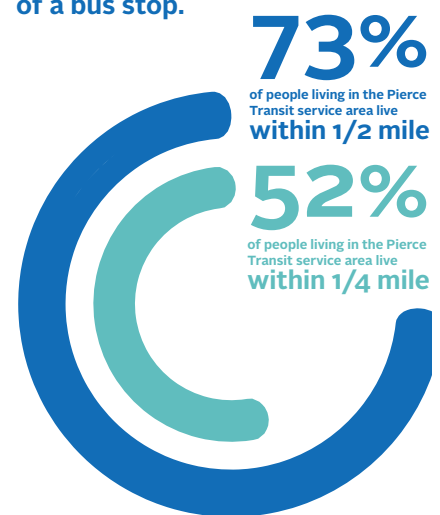 of a bus stop.
73%
of people living in the Pierce
Transit service area live
within 1/2 mile
52%
of people living in the Pierce
Transit service area live
within 1/4 mile